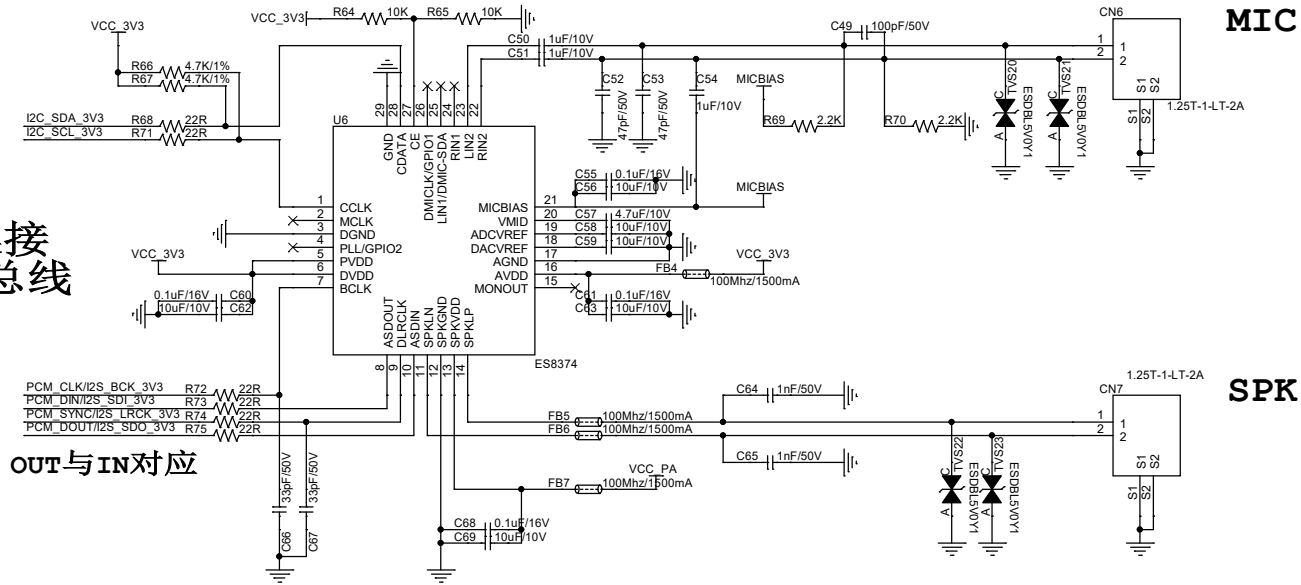 MIC
VCC_3V3
VCC_3V3
R64 10K
R65 10K
R66 4.7K/1%
R67 4.7K/1%
I2C_SDA_3V3 R68 22R
I2C_SCL_3V3 R71 22R
C50 1uF/10V
C51 1uF/10V
C49 100pF/50V
C52 47pF/50V
C53 47pF/50V
C54 1uF/10V
MICBIAS
R69 2.2K
R70 2.2K
TVS20 ESDBL5V0Y1 C A
TVS21 ESDBL5V0Y1 C A
CN6
1 1
2 2
S1 S1
S2 S2
1.25T-1-LT-2A
U6
29 GND
28 CDATA
27 CE
26 DMICLK/GPIO1
25 LIN1/DMIC-SDA
24 RIN1
23 LIN2
22 RIN2
1 CCLK
2 MCLK
3 DGND
4 PLL/GPIO2
5 PVDD
6 DVDD
7 BCLK
MICBIAS 21
VMID 20
ADCVREF 19
DACVREF 18
AGND 17
AVDD 16
MONOUT 15
8 ASDOUT
9 DLRCLK
10 ASDIN
11 SPKLN
12 SPKGND
13 SPKVDD
14 SPKLP
ES8374
接
总线
VCC_3V3
0.1uF/16V C60
10uF/10V C62
C55 0.1uF/16V
C56 10uF/10V
MICBIAS
C57 4.7uF/10V
C58 10uF/10V
C59 10uF/10V
VCC_3V3
FB4 100Mhz/1500mA
C61 0.1uF/16V
C63 10uF/10V
PCM_CLK/I2S_BCK_3V3 R72 22R
PCM_DIN/I2S_SDI_3V3 R73 22R
PCM_SYNC/I2S_LRCK_3V3 R74 22R
PCM_DOUT/I2S_SDO_3V3 R75 22R
OUT与IN对应
33pF/50V C66
33pF/50V C67
C64 1nF/50V
FB5 100Mhz/1500mA
FB6 100Mhz/1500mA
C65 1nF/50V
VCC_PA
FB7 100Mhz/1500mA
C68 0.1uF/16V
C69 10uF/10V
TVS22 ESDBL5V0Y1 C A
TVS23 ESDBL5V0Y1 C A
1.25T-1-LT-2A
CN7
1 1
2 2
S1 S1
S2 S2
SPK